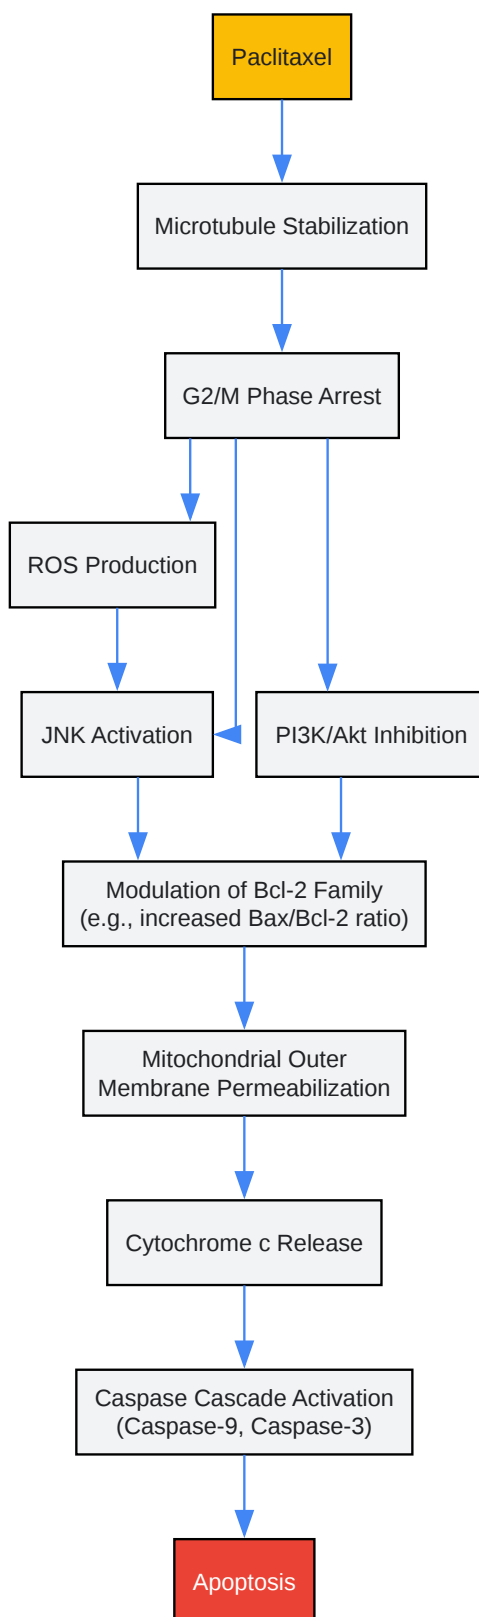 Paclitaxel
Microtubule Stabilization
G2/M Phase Arrest
ROS Production
JNK Activation
PI3K/Akt Inhibition
Modulation of Bcl-2 Family
(e.g., increased Bax/Bcl-2 ratio)
Mitochondrial Outer
Membrane Permeabilization
Cytochrome c Release
Caspase Cascade Activation
(Caspase-9, Caspase-3)
Apoptosis